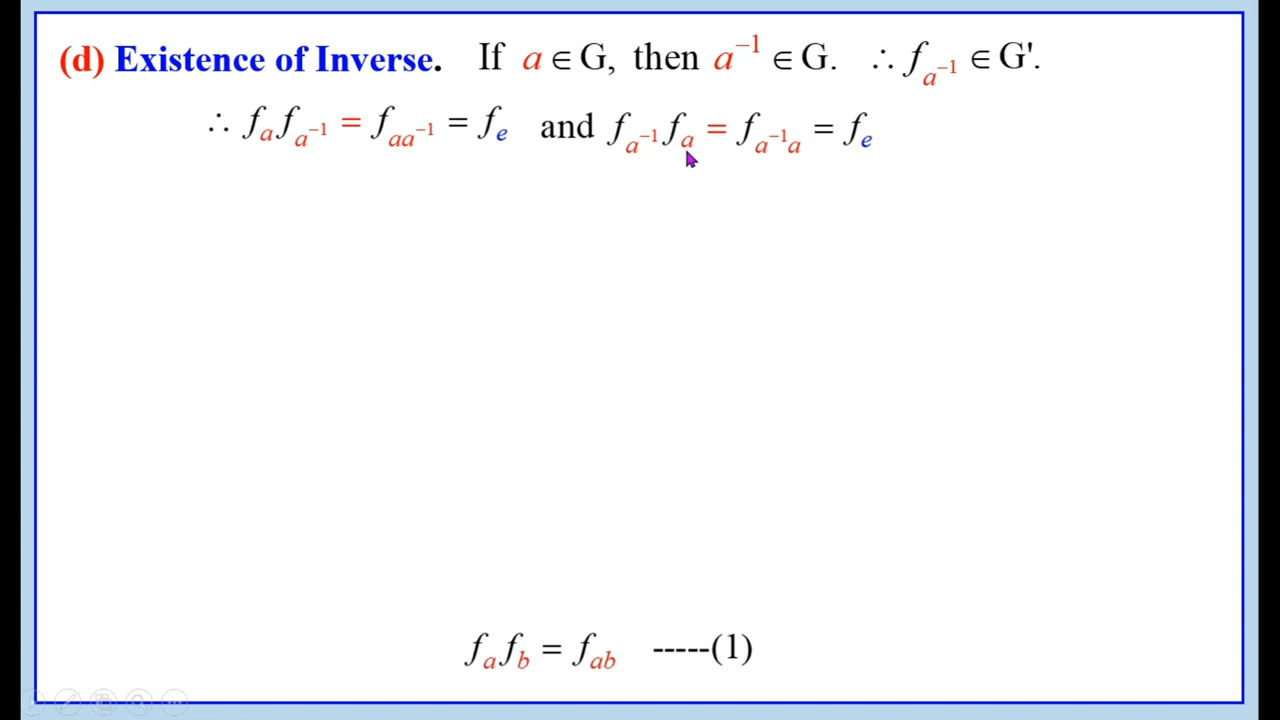 (d) Existence of Inverse. If a ∈ G, then a⁻¹ ∈ G. ∴ f_{a⁻¹} ∈ G'.
∴ f_a f_{a⁻¹} = f_{aa⁻¹} = f_e and f_{a⁻¹} f_a = f_{a⁻¹a} = f_e
f_a f_b = f_{ab} -----(1)